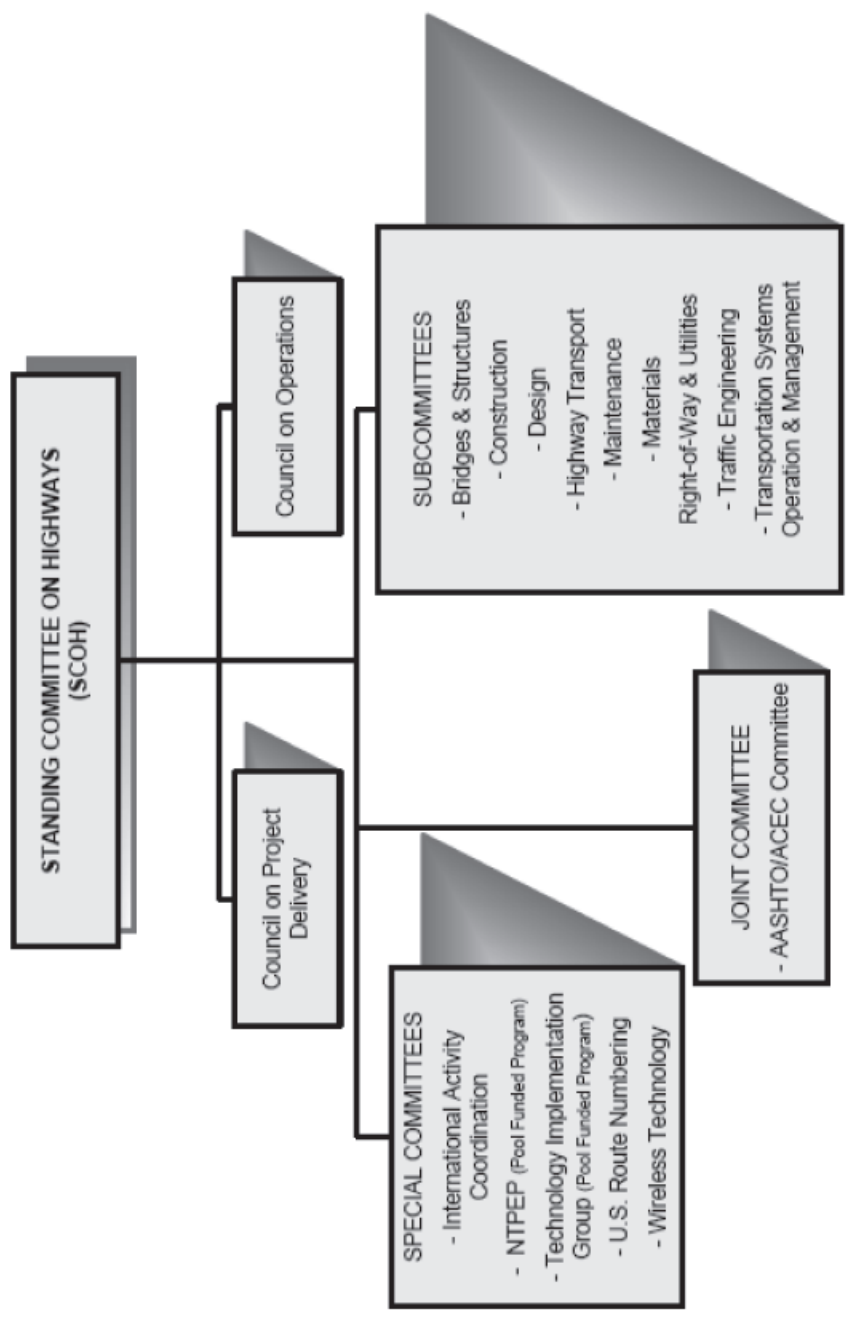 STANDING COMMITTEE ON HIGHWAYS
(SCOH)
Council on Project
Delivery
Council on Operations
SPECIAL COMMITTEES
- International Activity
Coordination
- NTPEP (Pool Funded Program)
- Technology Implementation
Group (Pool Funded Program)
- U.S. Route Numbering
- Wireless Technology
JOINT COMMITTEE
- AASHTO/ACEC Committee
SUBCOMMITTEES
- Bridges & Structures
- Construction
- Design
- Highway Transport
- Maintenance
- Materials
Right-of-Way & Utilities
- Traffic Engineering
- Transportation Systems
Operation & Management